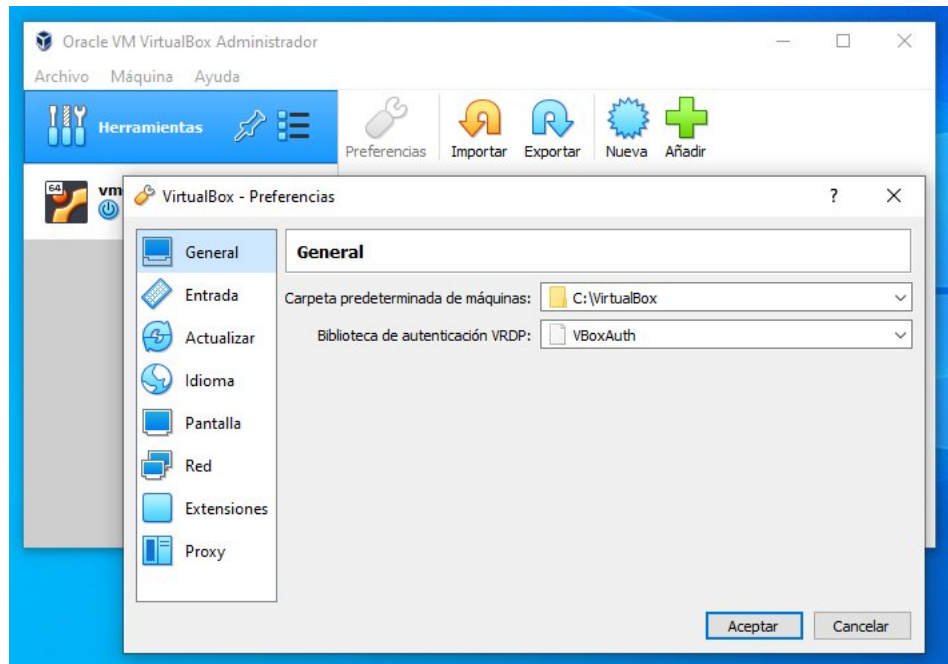 Oracle VM VirtualBox Administrador
Archivo Máquina Ayuda
Herramientas
Preferencias Importar Exportar Nueva Añadir
64
vm
VirtualBox - Preferencias ?
General
General
Entrada
Carpeta predeterminada de máquinas: C:\VirtualBox
Actualizar
Biblioteca de autenticación VRDP: VBoxAuth
Idioma
Pantalla
Red
Extensiones
Proxy
Aceptar Cancelar